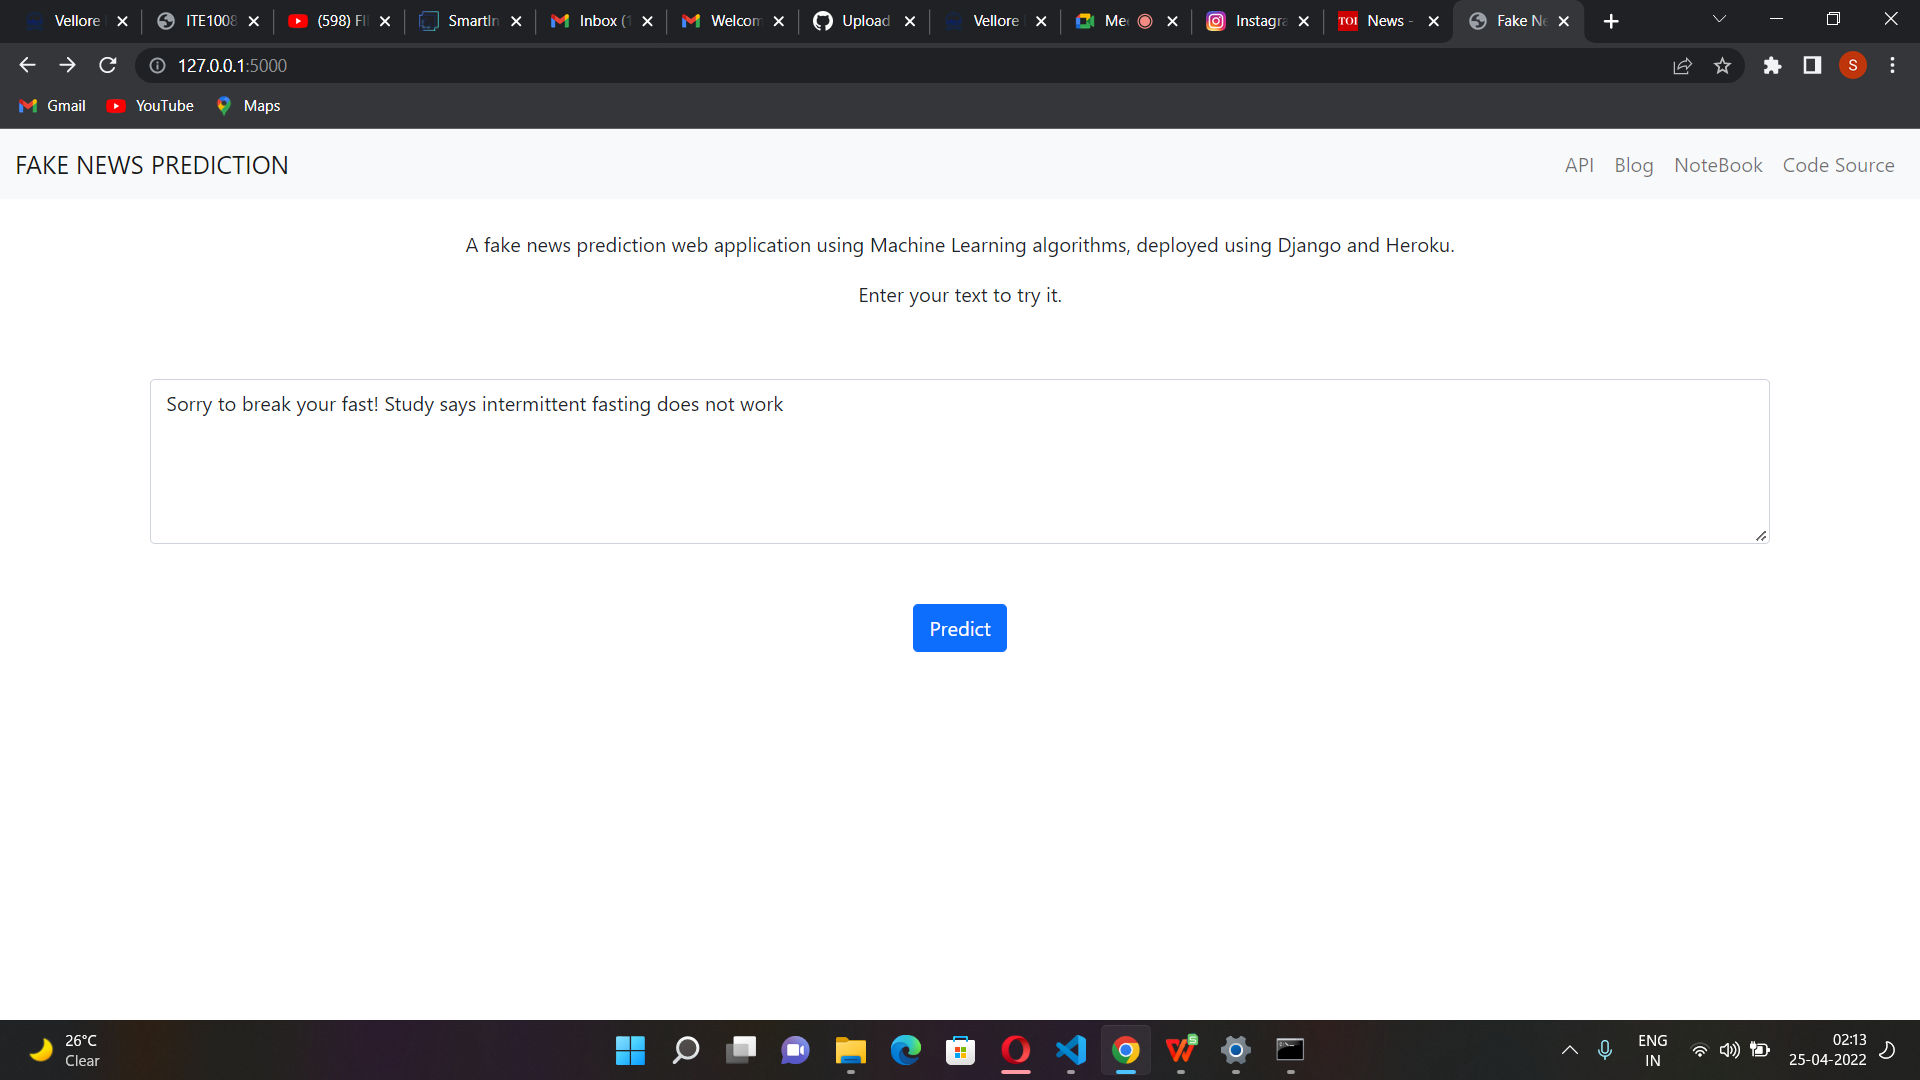 Vellore
ITE1008
(598) FI
SmartIn
Inbox (1
Welcom
Upload
Vellore
Mee
Instagra
TOI News -
Fake Ne
127.0.0.1:5000
S
Gmail
YouTube
Maps
FAKE NEWS PREDICTION
API
Blog
NoteBook
Code Source
A fake news prediction web application using Machine Learning algorithms, deployed using Django and Heroku.
Enter your text to try it.
Sorry to break your fast! Study says intermittent fasting does not work
Predict
26°C
Clear
ENG
IN
02:13
25-04-2022